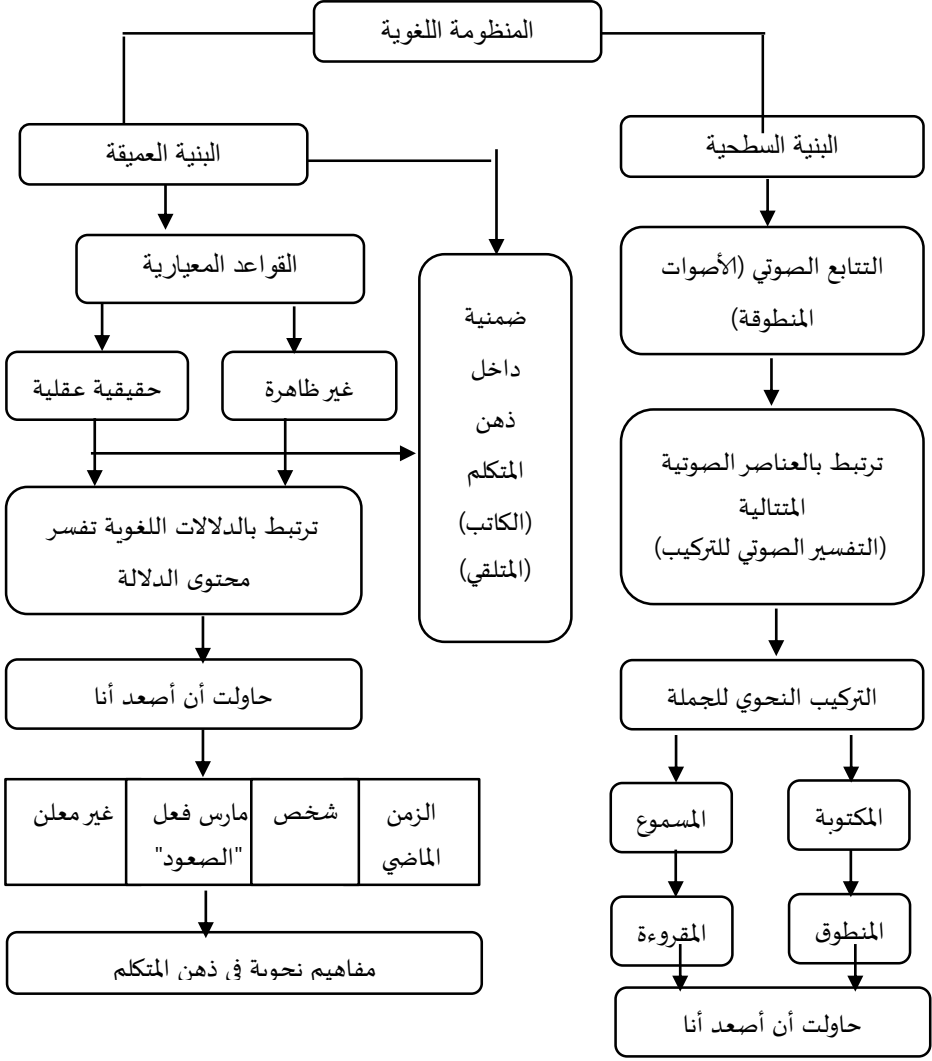 المنظومة اللغوية
البنية السطحية
البنية العميقة
التتابع الصوتي (الأصوات
المنطوقة)
القواعد المعيارية
ضمنية
داخل
ذهن
المتكلم
(الكاتب)
(المتلقي)
غير ظاهرة
حقيقية عقلية
ترتبط بالعناصر الصوتية
المتتالية
(التفسير الصوتي للتركيب)
ترتبط بالدلالات اللغوية تفسر
محتوى الدلالة
التركيب النحوي للجملة
حاولت أن أصعد أنا
المكتوبة
المسموع
الزمن
الماضي
شخص
مارس فعل
"الصعود"
غير معلن
المنطوق
المقروءة
مفاهيم نحوية في ذهن المتكلم
حاولت أن أصعد أنا